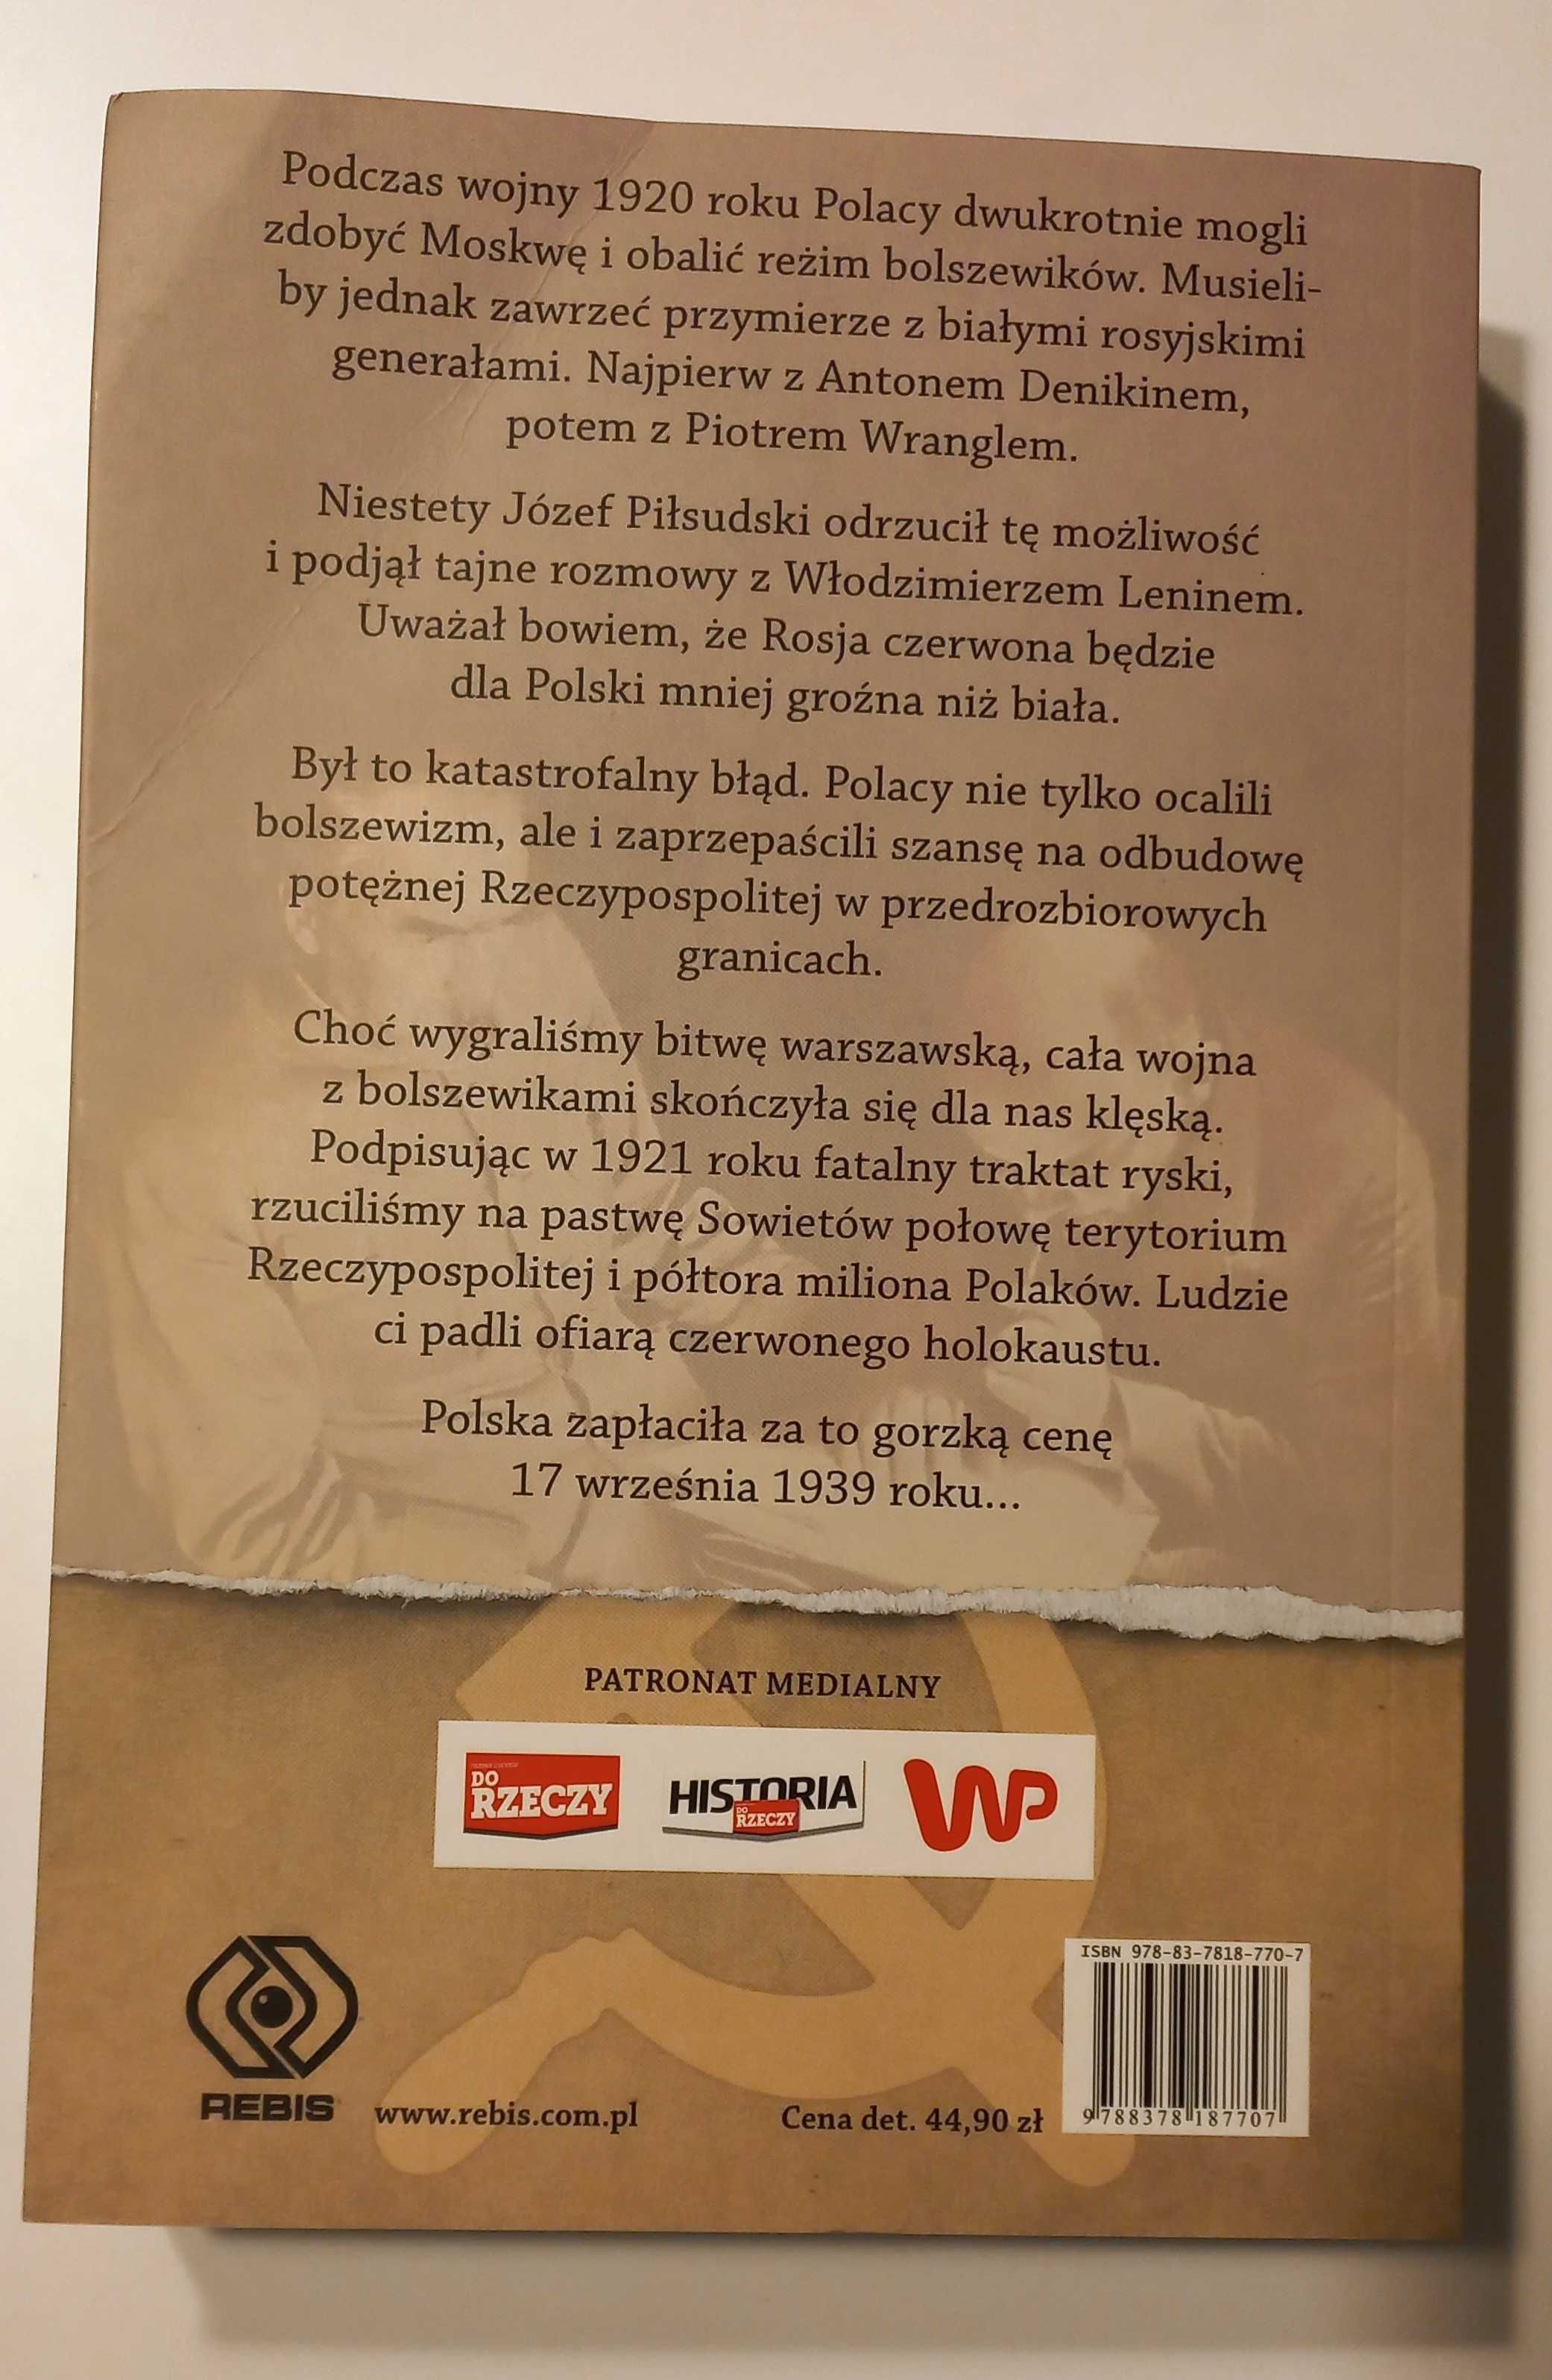 Podczas wojny 1920 roku Polacy dwukrotnie mogli
zdobyć Moskwę i obalić reżim bolszewików. Musieli-
by jednak zawrzeć przymierze z białymi rosyjskimi
generałami. Najpierw z Antonem Denikinem,
potem z Piotrem Wranglem.
Niestety Józef Piłsudski odrzucił tę możliwość
i podjął tajne rozmowy z Włodzimierzem Leninem.
Uważał bowiem, że Rosja czerwona będzie
dla Polski mniej groźna niż biała.
Był to katastrofalny błąd. Polacy nie tylko ocalili
bolszewizm, ale i zaprzepaścili szansę na odbudowę
potężnej Rzeczypospolitej w przedrozbiorowych
granicach.
Choć wygraliśmy bitwę warszawską, cała wojna
z bolszewikami skończyła się dla nas klęską.
Podpisując w 1921 roku fatalny traktat ryski,
rzuciliśmy na pastwę Sowietów połowę terytorium
Rzeczypospolitej i półtora miliona Polaków. Ludzie
ci padli ofiarą czerwonego holokaustu.
Polska zapłaciła za to gorzką cenę
17 września 1939 roku...
PATRONAT MEDIALNY
DO
RZECZY
HISTORIA
DO
RZECZY
WP
ISBN 978-83-7818-770-7
9 788378 187707
REBIS
www.rebis.com.pl
Cena det. 44,90 zł